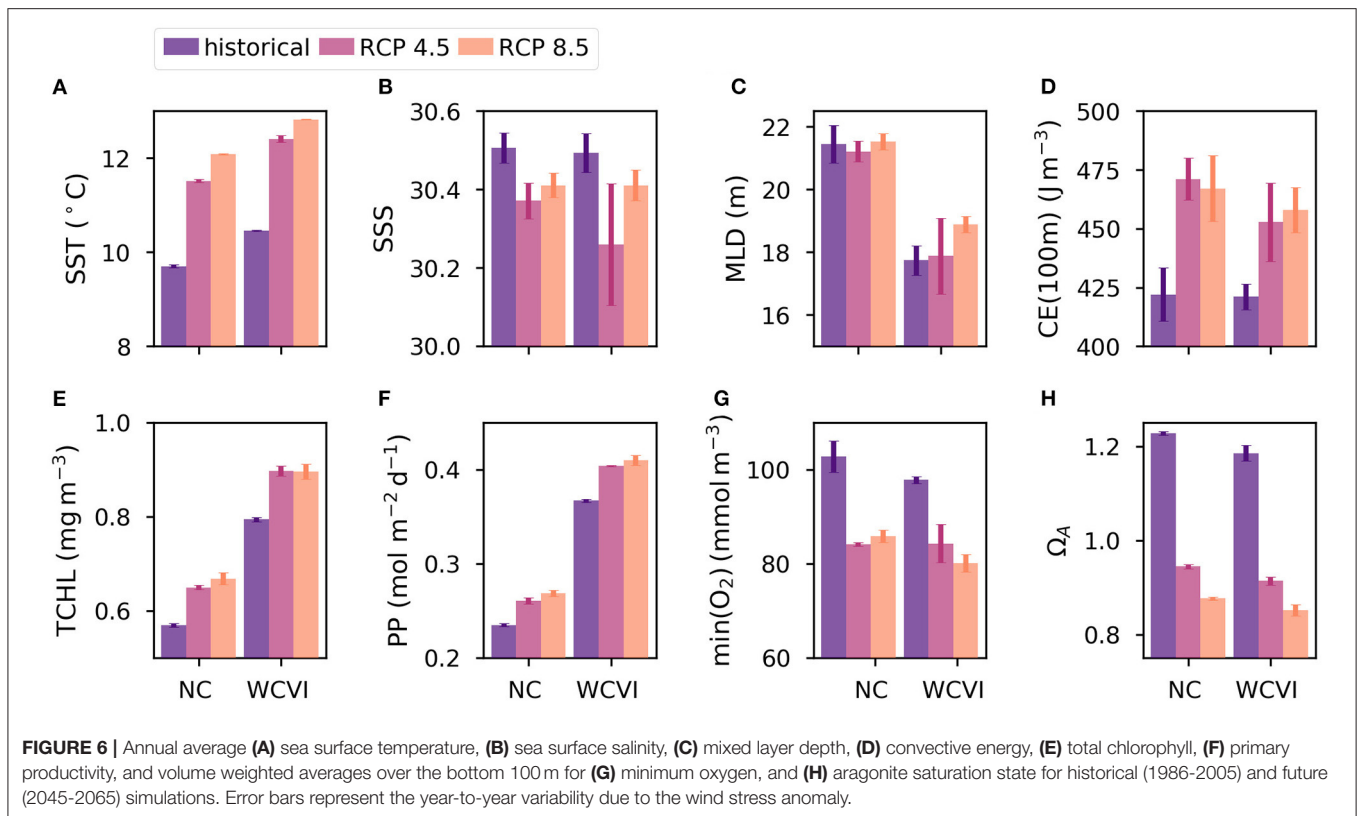 historical RCP 4.5 RCP 8.5
A B C D
SST (°C)
12
10
8
SSS
30.6
30.4
30.2
30.0
MLD (m)
22
20
18
16
CE(100m) (J m⁻³)
500
475
450
425
400
E F G H
TCHL (mg m⁻³)
1.0
0.8
0.6
NC WCVI
PP (mol m⁻² d⁻¹)
0.4
0.3
0.2
NC WCVI
min(O₂) (mmol m⁻³)
100
80
60
NC WCVI
Ω_A
1.2
1.0
0.8
NC WCVI
FIGURE 6 | Annual average (A) sea surface temperature, (B) sea surface salinity, (C) mixed layer depth, (D) convective energy, (E) total chlorophyll, (F) primary
productivity, and volume weighted averages over the bottom 100 m for (G) minimum oxygen, and (H) aragonite saturation state for historical (1986-2005) and future
(2045-2065) simulations. Error bars represent the year-to-year variability due to the wind stress anomaly.